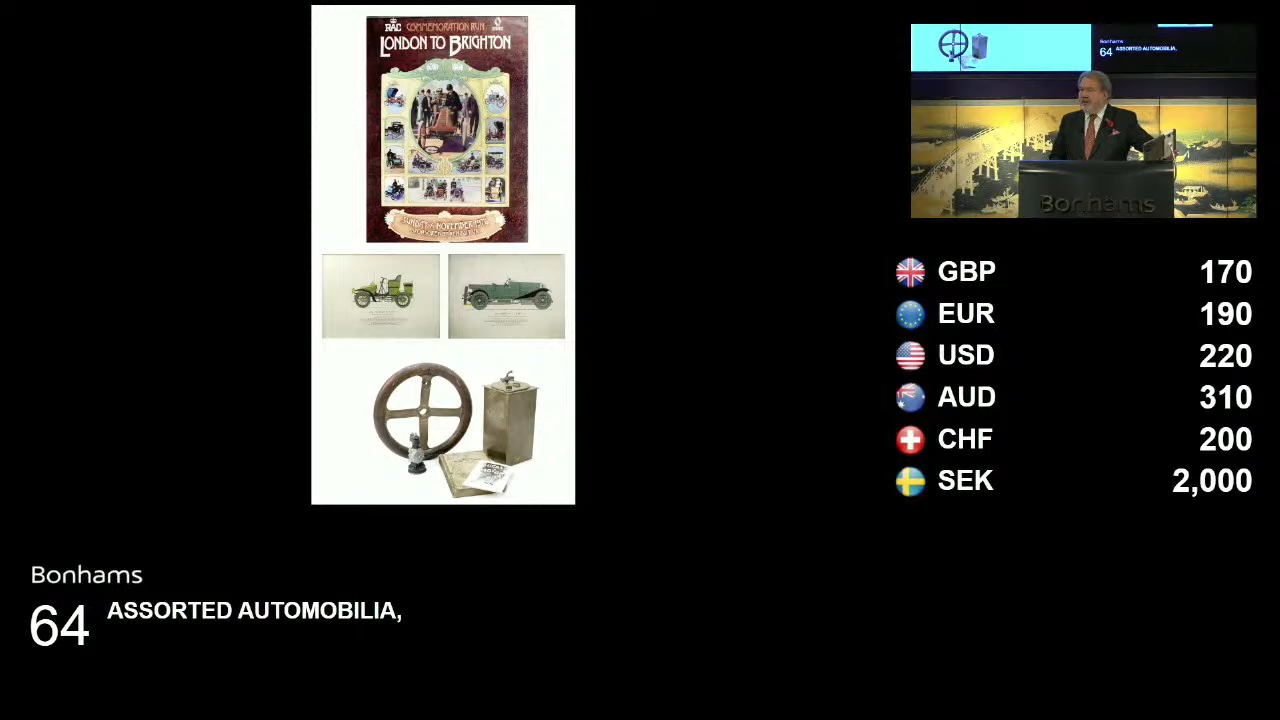 RAC COMMEMORATION RUN
LONDON TO BRIGHTON
Bonhams
64 ASSORTED AUTOMOBILIA,
Bonhams
GBP 170
EUR 190
USD 220
AUD 310
CHF 200
SEK 2,000
Bonhams
64 ASSORTED AUTOMOBILIA,